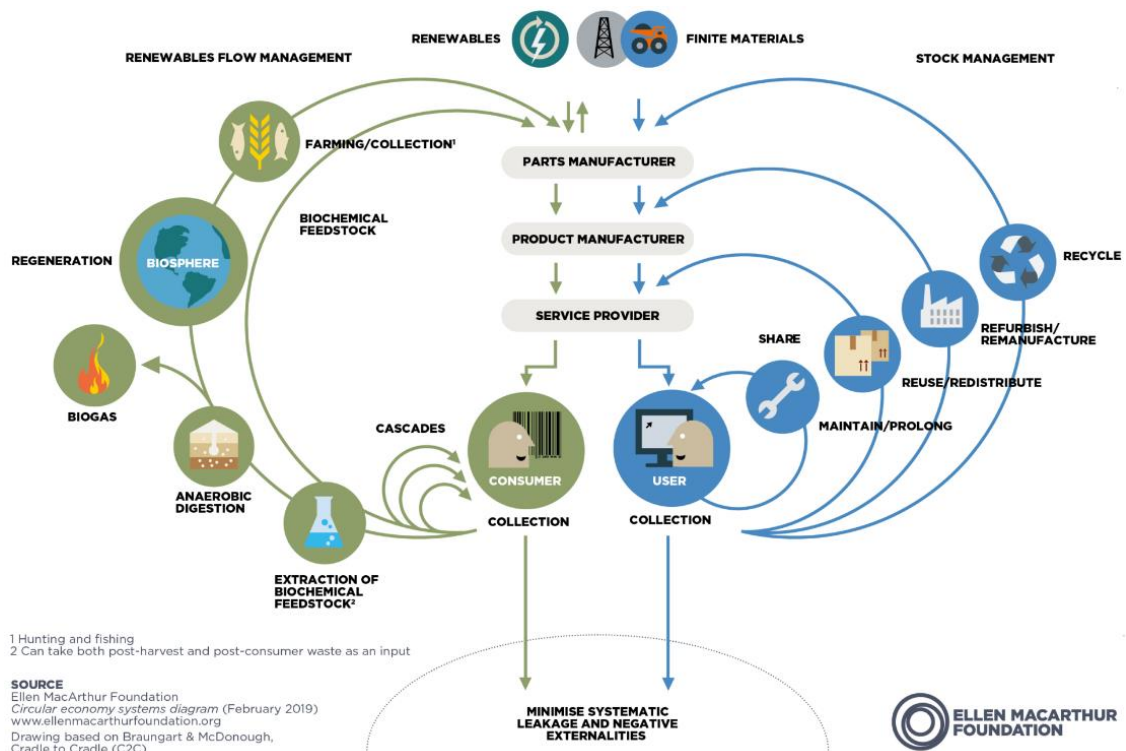 RENEWABLES
FINITE MATERIALS
RENEWABLES FLOW MANAGEMENT
STOCK MANAGEMENT
FARMING/COLLECTION¹
PARTS MANUFACTURER
BIOCHEMICAL
FEEDSTOCK
PRODUCT MANUFACTURER
REGENERATION
BIOSPHERE
RECYCLE
SERVICE PROVIDER
SHARE
REFURBISH/
REMANUFACTURE
REUSE/REDISTRIBUTE
BIOGAS
CASCADES
MAINTAIN/PROLONG
CONSUMER
USER
ANAEROBIC
DIGESTION
COLLECTION
COLLECTION
EXTRACTION OF
BIOCHEMICAL
FEEDSTOCK²
1 Hunting and fishing
2 Can take both post-harvest and post-consumer waste as an input
SOURCE
Ellen MacArthur Foundation
Circular economy systems diagram (February 2019)
www.ellenmacarthurfoundation.org
Drawing based on Braungart & McDonough,
Cradle to Cradle (C2C)
MINIMISE SYSTEMATIC
LEAKAGE AND NEGATIVE
EXTERNALITIES
ELLEN MACARTHUR
FOUNDATION